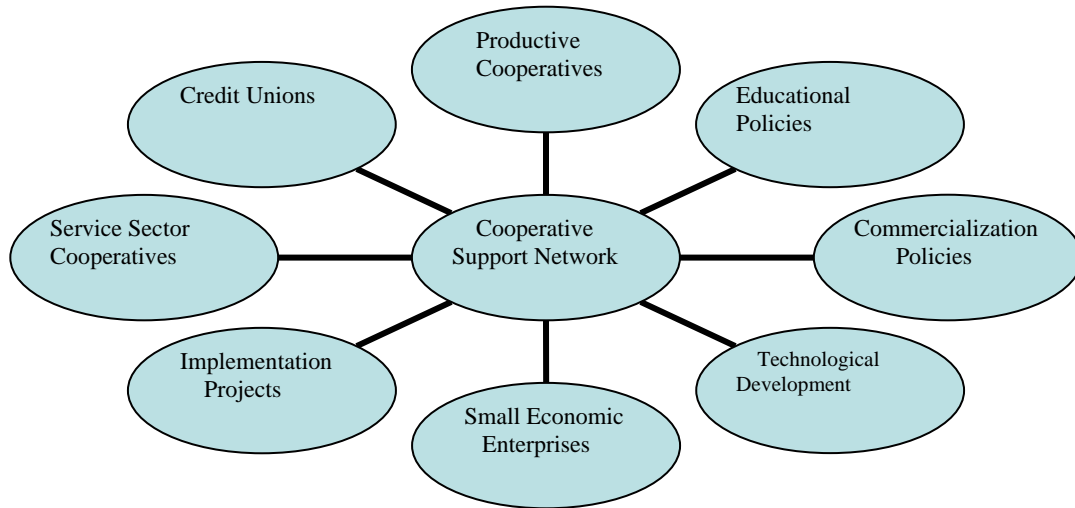 Productive
Cooperatives
Credit Unions
Educational
Policies
Service Sector
Cooperatives
Cooperative
Support Network
Commercialization
Policies
Implementation
Projects
Technological
Development
Small Economic
Enterprises